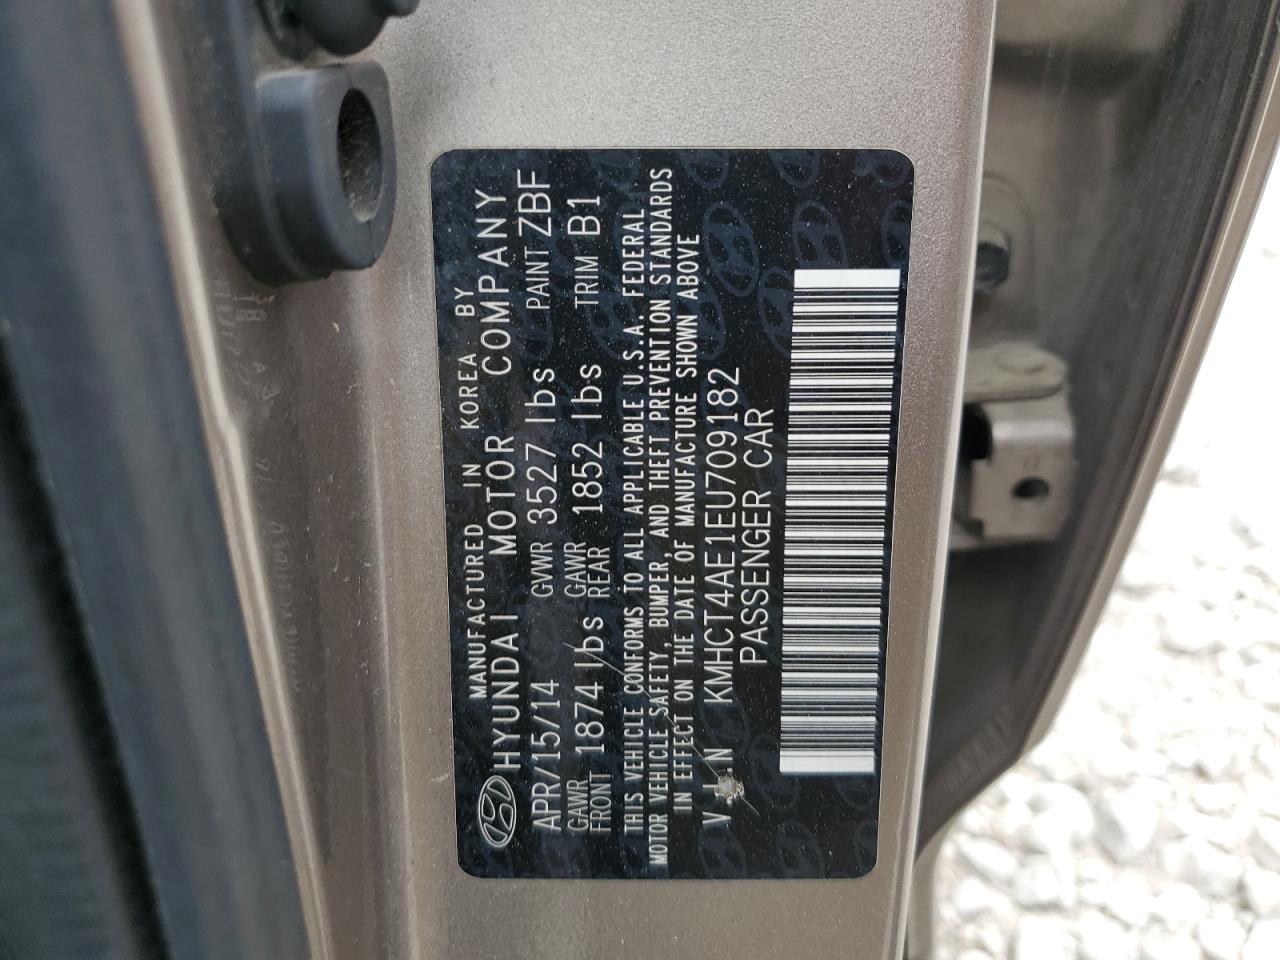 MANUFACTURED IN KOREA BY
HYUNDAI MOTOR COMPANY
APR/15/14 GVWR 3527 lbs PAINT ZBF
GAWR FRONT 1874 lbs GAWR REAR 1852 lbs TRIM B1
THIS VEHICLE CONFORMS TO ALL APPLICABLE U.S.A. FEDERAL
MOTOR VEHICLE SAFETY, BUMPER, AND THEFT PREVENTION STANDARDS
IN EFFECT ON THE DATE OF MANUFACTURE SHOWN ABOVE
V I N KMHCT4AE1EU709182
PASSENGER CAR